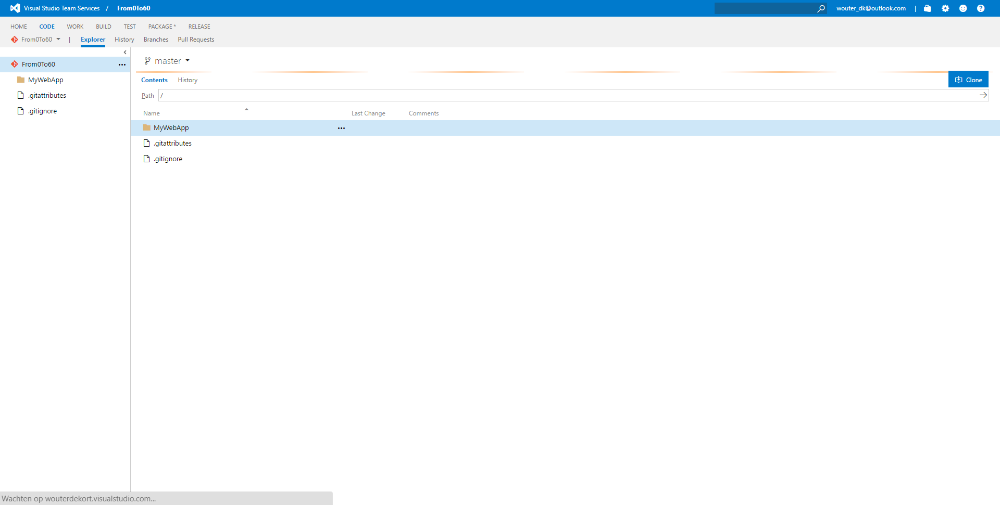 Visual Studio Team Services / From0To60
wouter_dk@outlook.com |
HOME CODE WORK BUILD TEST PACKAGE * RELEASE
From0To60 | Explorer History Branches Pull Requests
From0To60
MyWebApp
.gitattributes
.gitignore
master
Contents History
Clone
Path /
Name Last Change Comments
MyWebApp
.gitattributes
.gitignore
Wachten op wouterdekort.visualstudio.com...